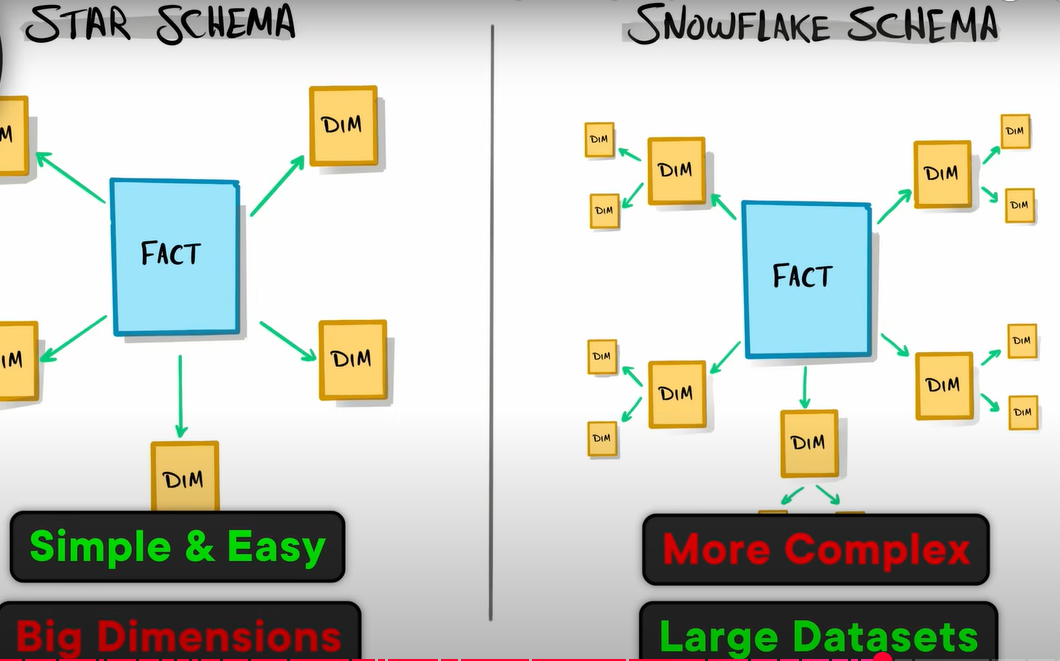 STAR SCHEMA
DIM
M
FACT
IM
DIM
DIM
Simple & Easy
Big Dimensions
SNOWFLAKE SCHEMA
DIM
DIM
DIM
DIM
DIM
DIM
FACT
DIM
DIM
DIM
DIM
DIM
DIM
DIM
DIM
More Complex
Large Datasets